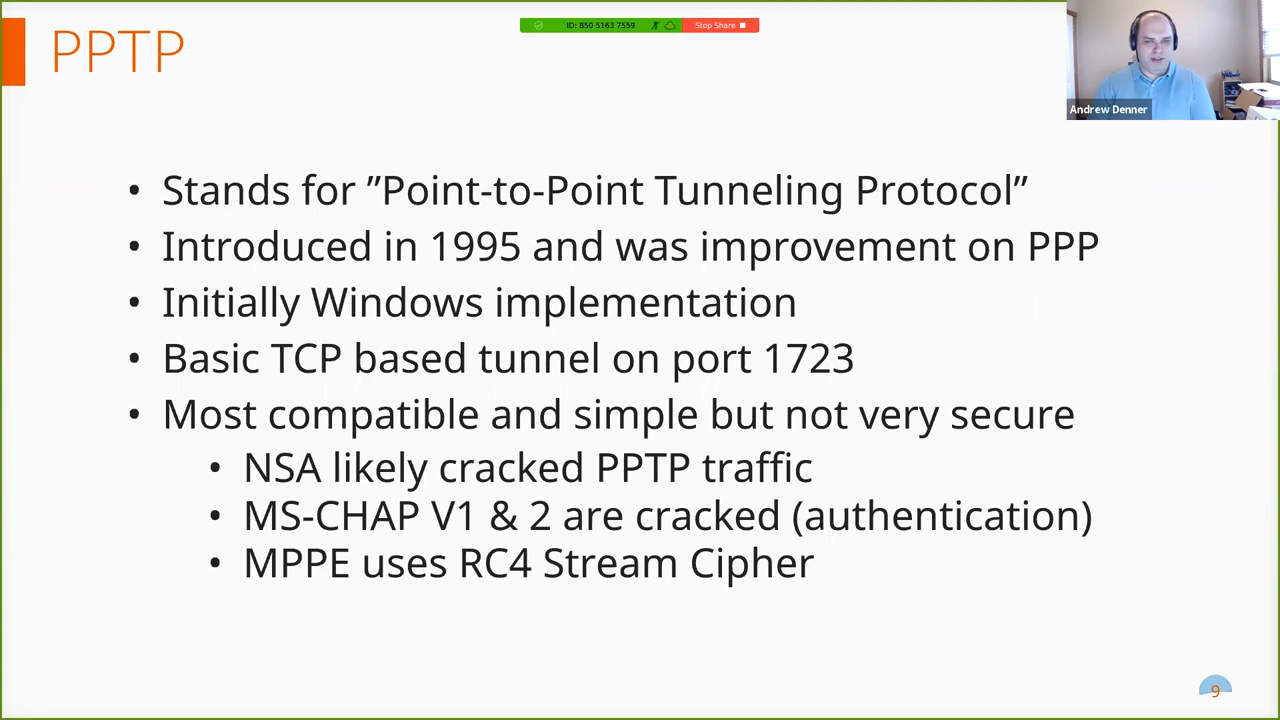 PPTP
ID: 850 5163 7559
Stop Share
Andrew Denner
• Stands for ”Point-to-Point Tunneling Protocol”
• Introduced in 1995 and was improvement on PPP
• Initially Windows implementation
• Basic TCP based tunnel on port 1723
• Most compatible and simple but not very secure
• NSA likely cracked PPTP traffic
• MS-CHAP V1 & 2 are cracked (authentication)
• MPPE uses RC4 Stream Cipher
9